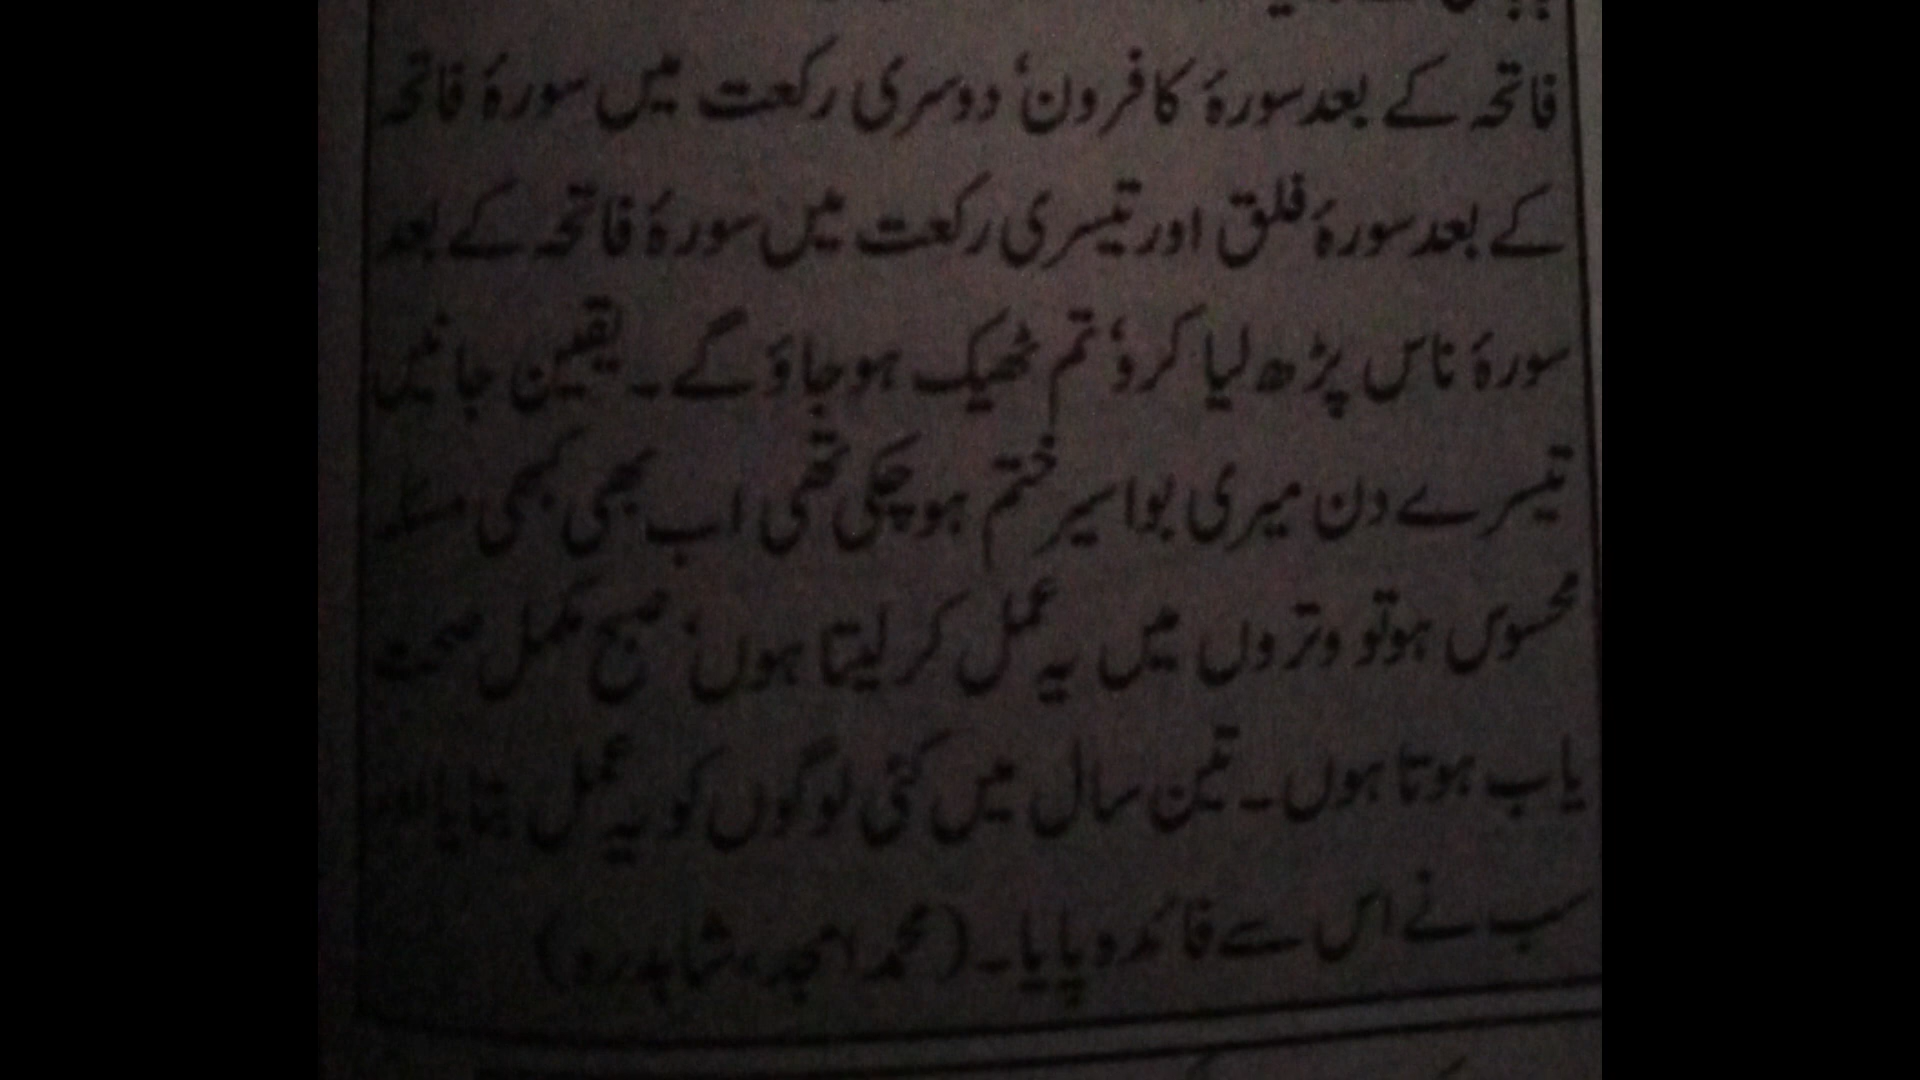 فاتحہ کے بعد سورۂ کافرون‘ دوسری رکعت میں سورۂ فاتحہ
کے بعد سورۂ فلق اور تیسری رکعت میں سورۂ فاتحہ کے بعد
سورۂ ناس پڑھ لیا کرو‘ تم ٹھیک ہو جاؤ گے۔ یقین جانیں
تیسرے دن میری بواسیر ختم ہو چکی تھی اب بھی کبھی مسئلہ
محسوس ہو تو وتروں میں یہ عمل کر لیتا ہوں‘ صبح مکمل صحت
یاب ہوتا ہوں۔ تین سال میں کئی لوگوں کو یہ عمل بتایا اور
سب نے اس سے فائدہ پایا۔ (محمد امجد، شاہدرہ)